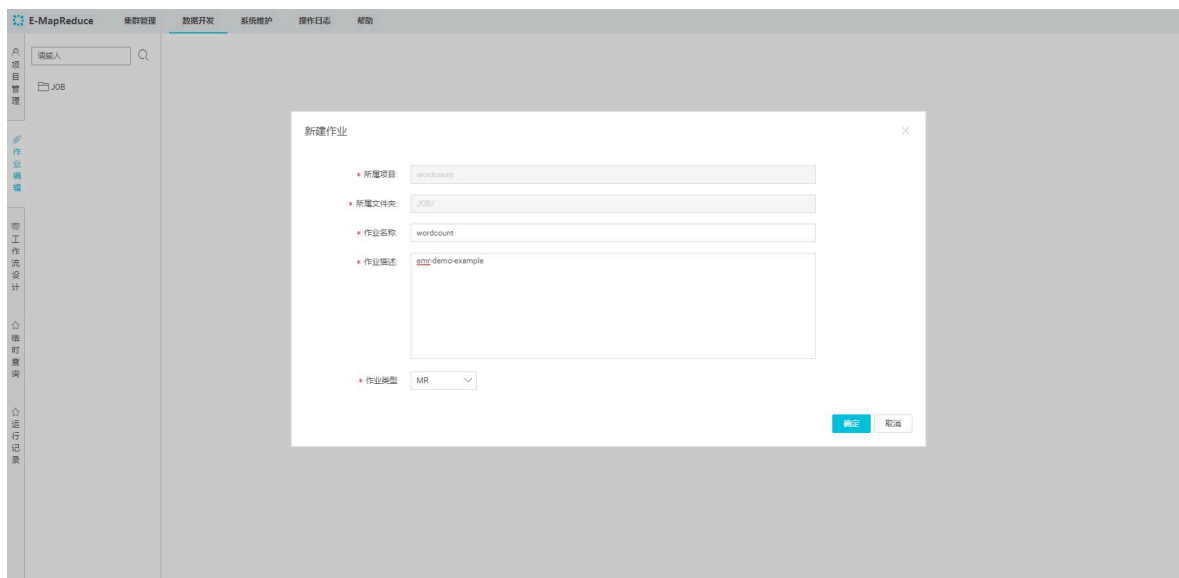 E-MapReduce 集群管理 数据开发 系统维护 操作日志 帮助
项目管理
作业编辑
工作流设计
临时查询
运行记录
请输入
JOB
新建作业
* 所属项目: wordcount
* 所属文件夹: JOB/
* 作业名称: wordcount
* 作业描述: emr-demo-example
* 作业类型 MR
确定 取消